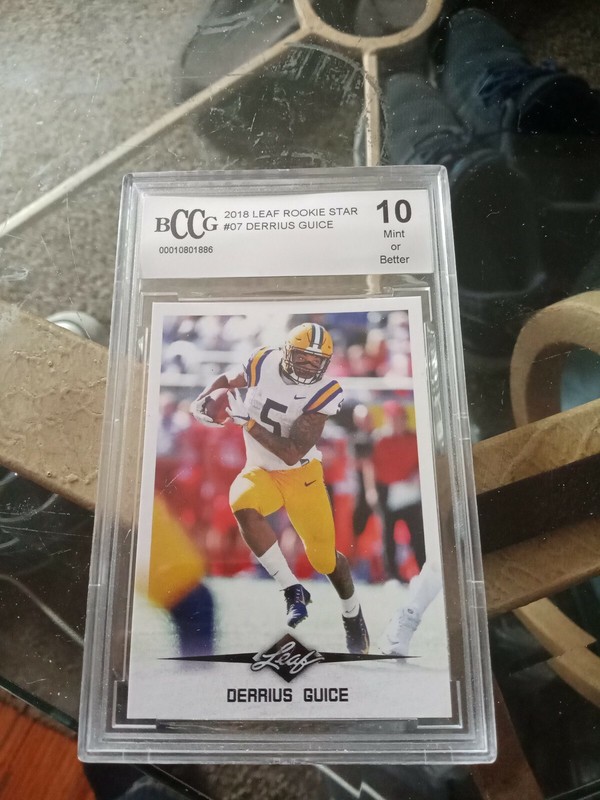 BCCG
2018 LEAF ROOKIE STAR
#07 DERRIUS GUICE
00010801886
10
Mint
or
Better
5
Leaf
DERRIUS GUICE